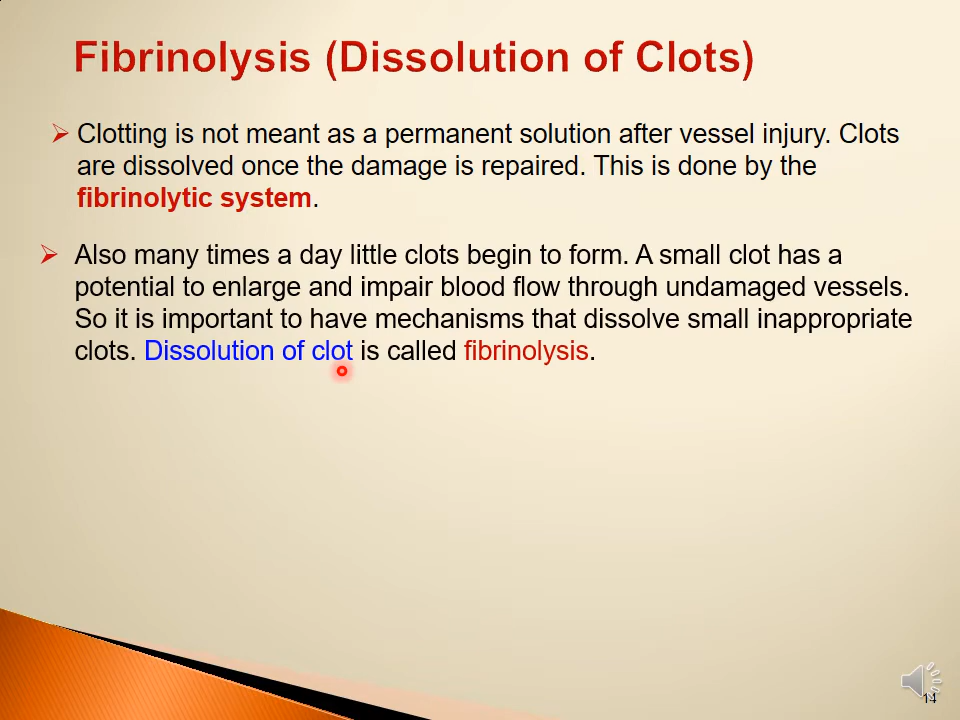 Fibrinolysis (Dissolution of Clots)
Clotting is not meant as a permanent solution after vessel injury. Clots
are dissolved once the damage is repaired. This is done by the
fibrinolytic system.
Also many times a day little clots begin to form. A small clot has a
potential to enlarge and impair blood flow through undamaged vessels.
So it is important to have mechanisms that dissolve small inappropriate
clots. Dissolution of clot is called fibrinolysis.
14